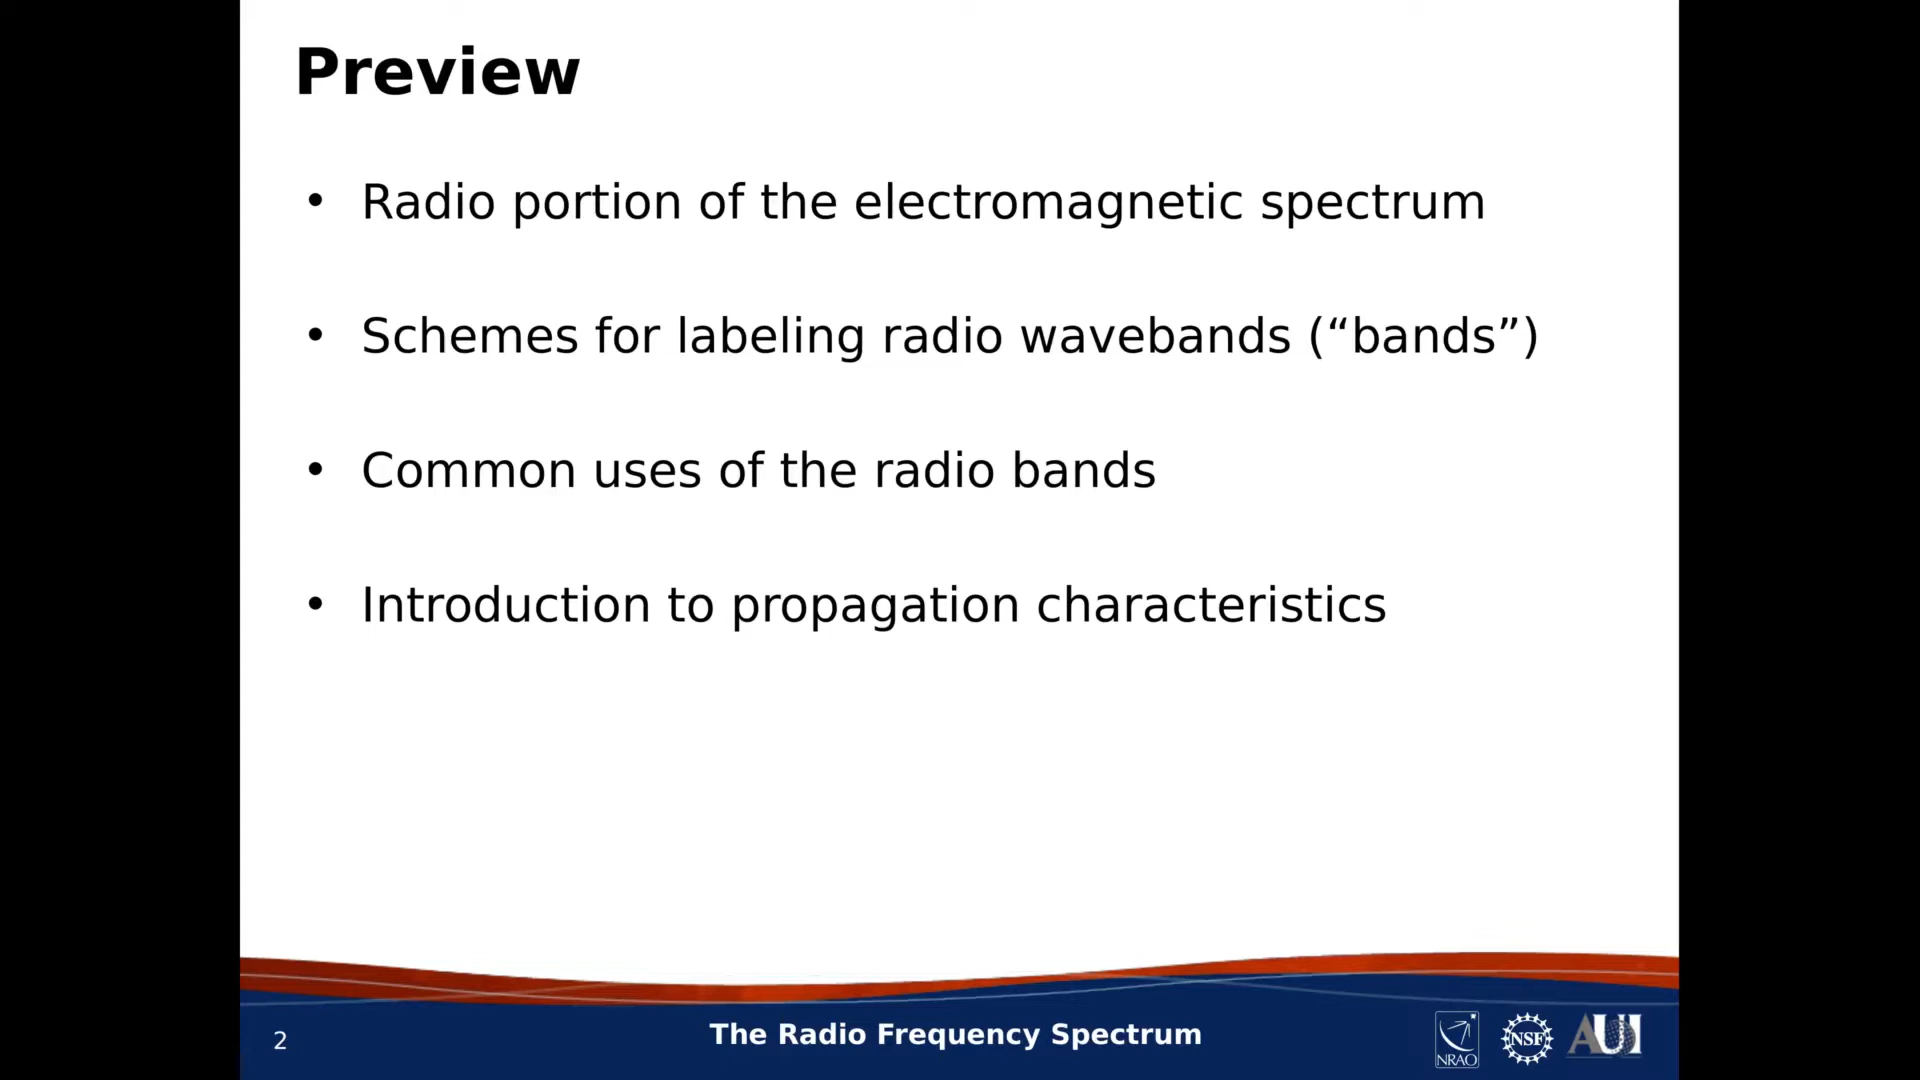 Preview
• Radio portion of the electromagnetic spectrum
• Schemes for labeling radio wavebands (“bands”)
• Common uses of the radio bands
• Introduction to propagation characteristics
2
The Radio Frequency Spectrum
NRAO
NSF
AUI